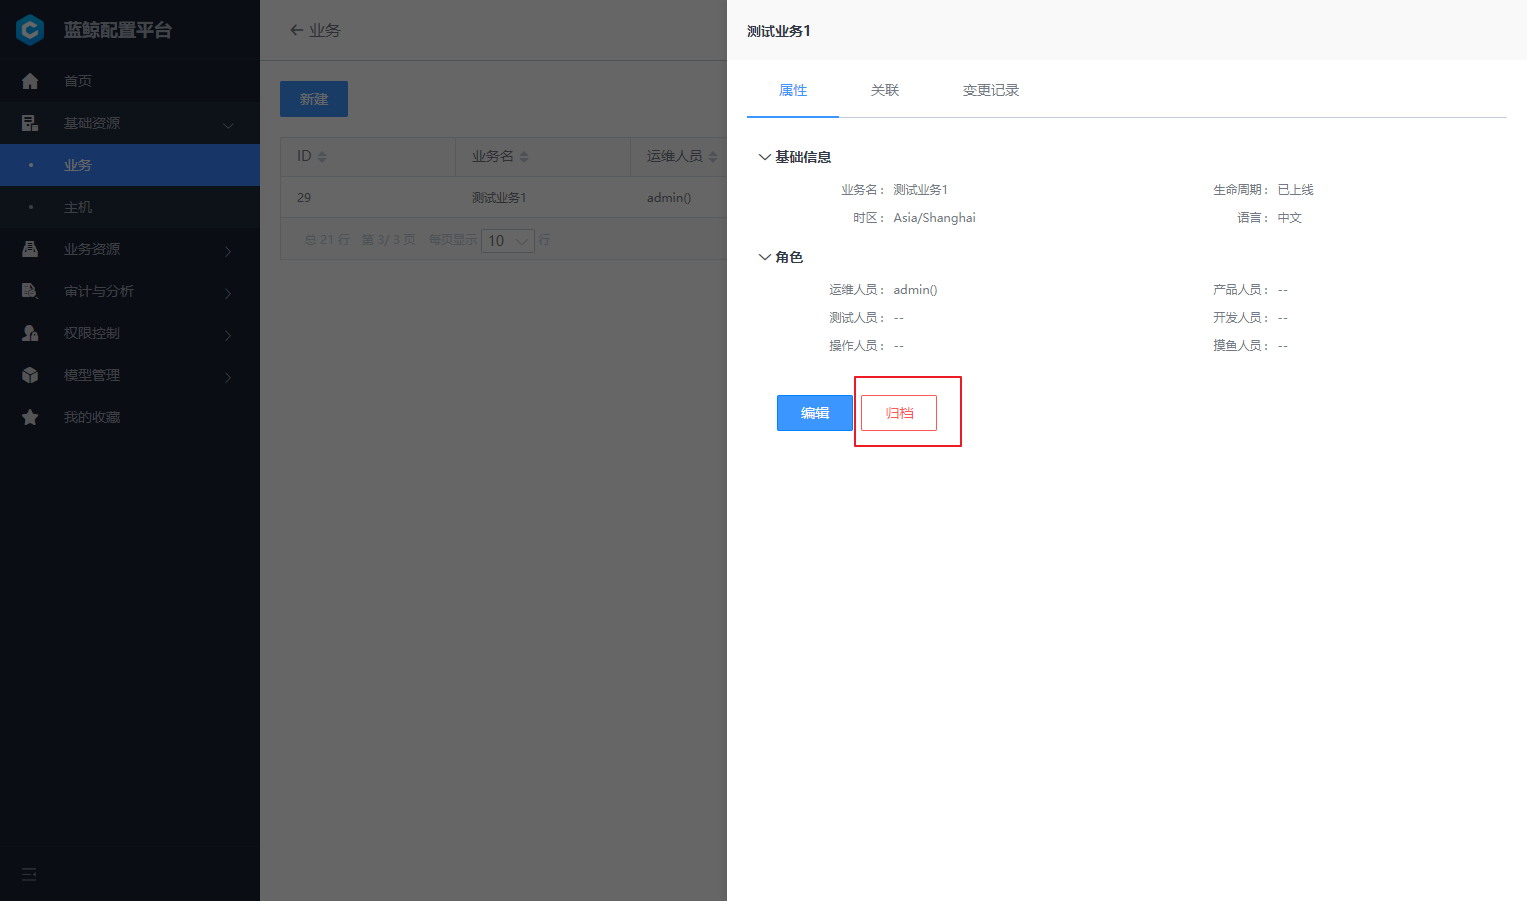 蓝鲸配置平台
首页
基础资源
业务
主机
业务资源
审计与分析
权限控制
模型管理
我的收藏
业务
新建
ID 业务名 运维人员
29 测试业务1 admin()
总 21 行 第 3/ 3 页 每页显示 10 行
测试业务1
属性 关联 变更记录
基础信息
业务名： 测试业务1 生命周期： 已上线
时区： Asia/Shanghai 语言： 中文
角色
运维人员： admin() 产品人员： --
测试人员： -- 开发人员： --
操作人员： -- 摸鱼人员： --
编辑 归档